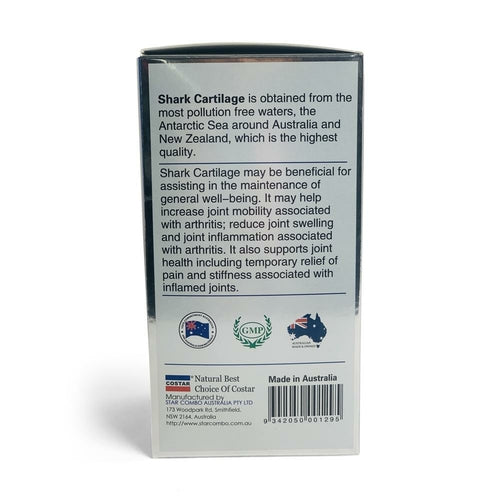 Shark Cartilage is obtained from the
most pollution free waters, the
Antarctic Sea around Australia and
New Zealand, which is the highest
quality.
Shark Cartilage may be beneficial for
assisting in the maintenance of
general well-being. It may help
increase joint mobility associated
with arthritis; reduce joint swelling
and joint inflammation associated
with arthritis. It also supports joint
health including temporary relief of
pain and stiffness associated with
inflamed joints.
GMP
AUSTRALIAN
MADE & OWNED
COSTAR
® Natural Best
Choice Of Costar
Manufactured by
STAR COMBO AUSTRALIA PTY LTD
173 Woodpark Rd, Smithfield,
NSW 2164, Australia
http://www.starcombo.com.au
Made in Australia
9 342050 001295